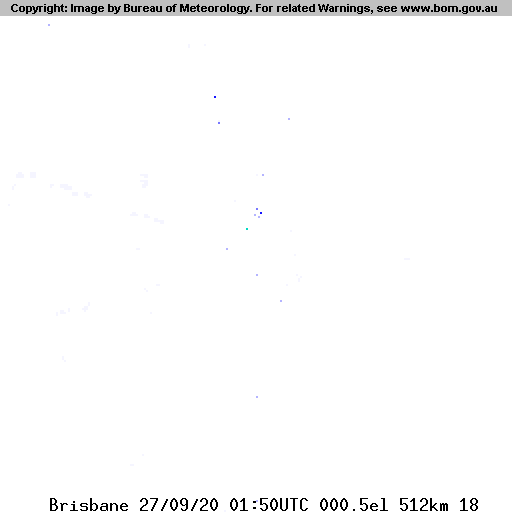 Copyright: Image by Bureau of Meteorology. For related Warnings, see www.bom.gov.au
Brisbane 27/09/20 01:50UTC 000.5el 512km 18